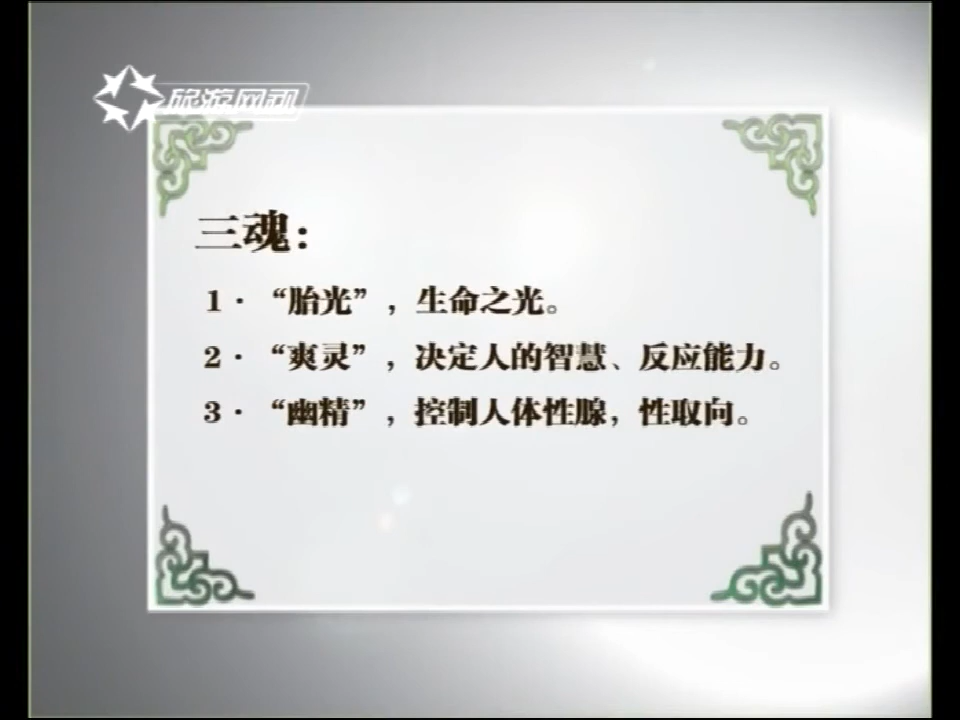 旅游网视
三魂：
1·“胎光”，生命之光。
2·“爽灵”，决定人的智慧、反应能力。
3·“幽精”，控制人体性腺，性取向。